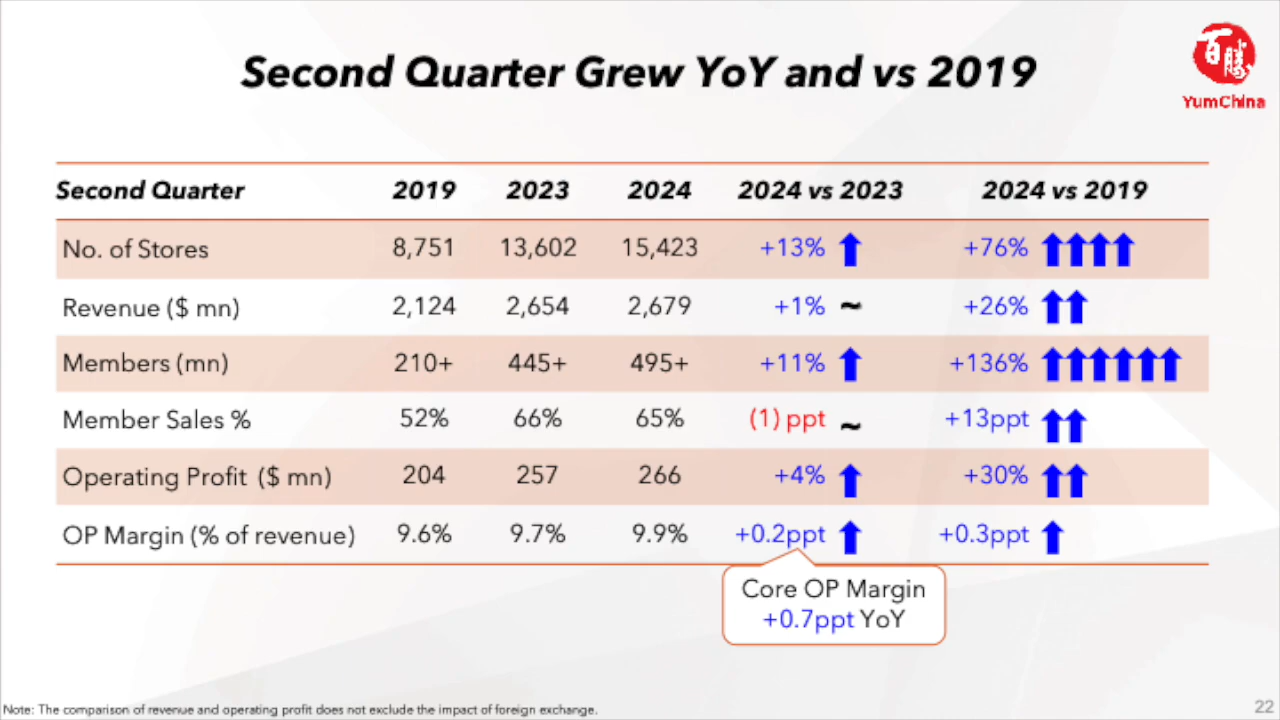 Second Quarter Grew YoY and vs 2019
百勝
YumChina
Second Quarter 2019 2023 2024 2024 vs 2023 2024 vs 2019
No. of Stores 8,751 13,602 15,423 +13% +76%
Revenue ($ mn) 2,124 2,654 2,679 +1% ~ +26%
Members (mn) 210+ 445+ 495+ +11% +136%
Member Sales % 52% 66% 65% (1) ppt ~ +13ppt
Operating Profit ($ mn) 204 257 266 +4% +30%
OP Margin (% of revenue) 9.6% 9.7% 9.9% +0.2ppt +0.3ppt
Core OP Margin
+0.7ppt YoY
Note: The comparison of revenue and operating profit does not exclude the impact of foreign exchange.
22